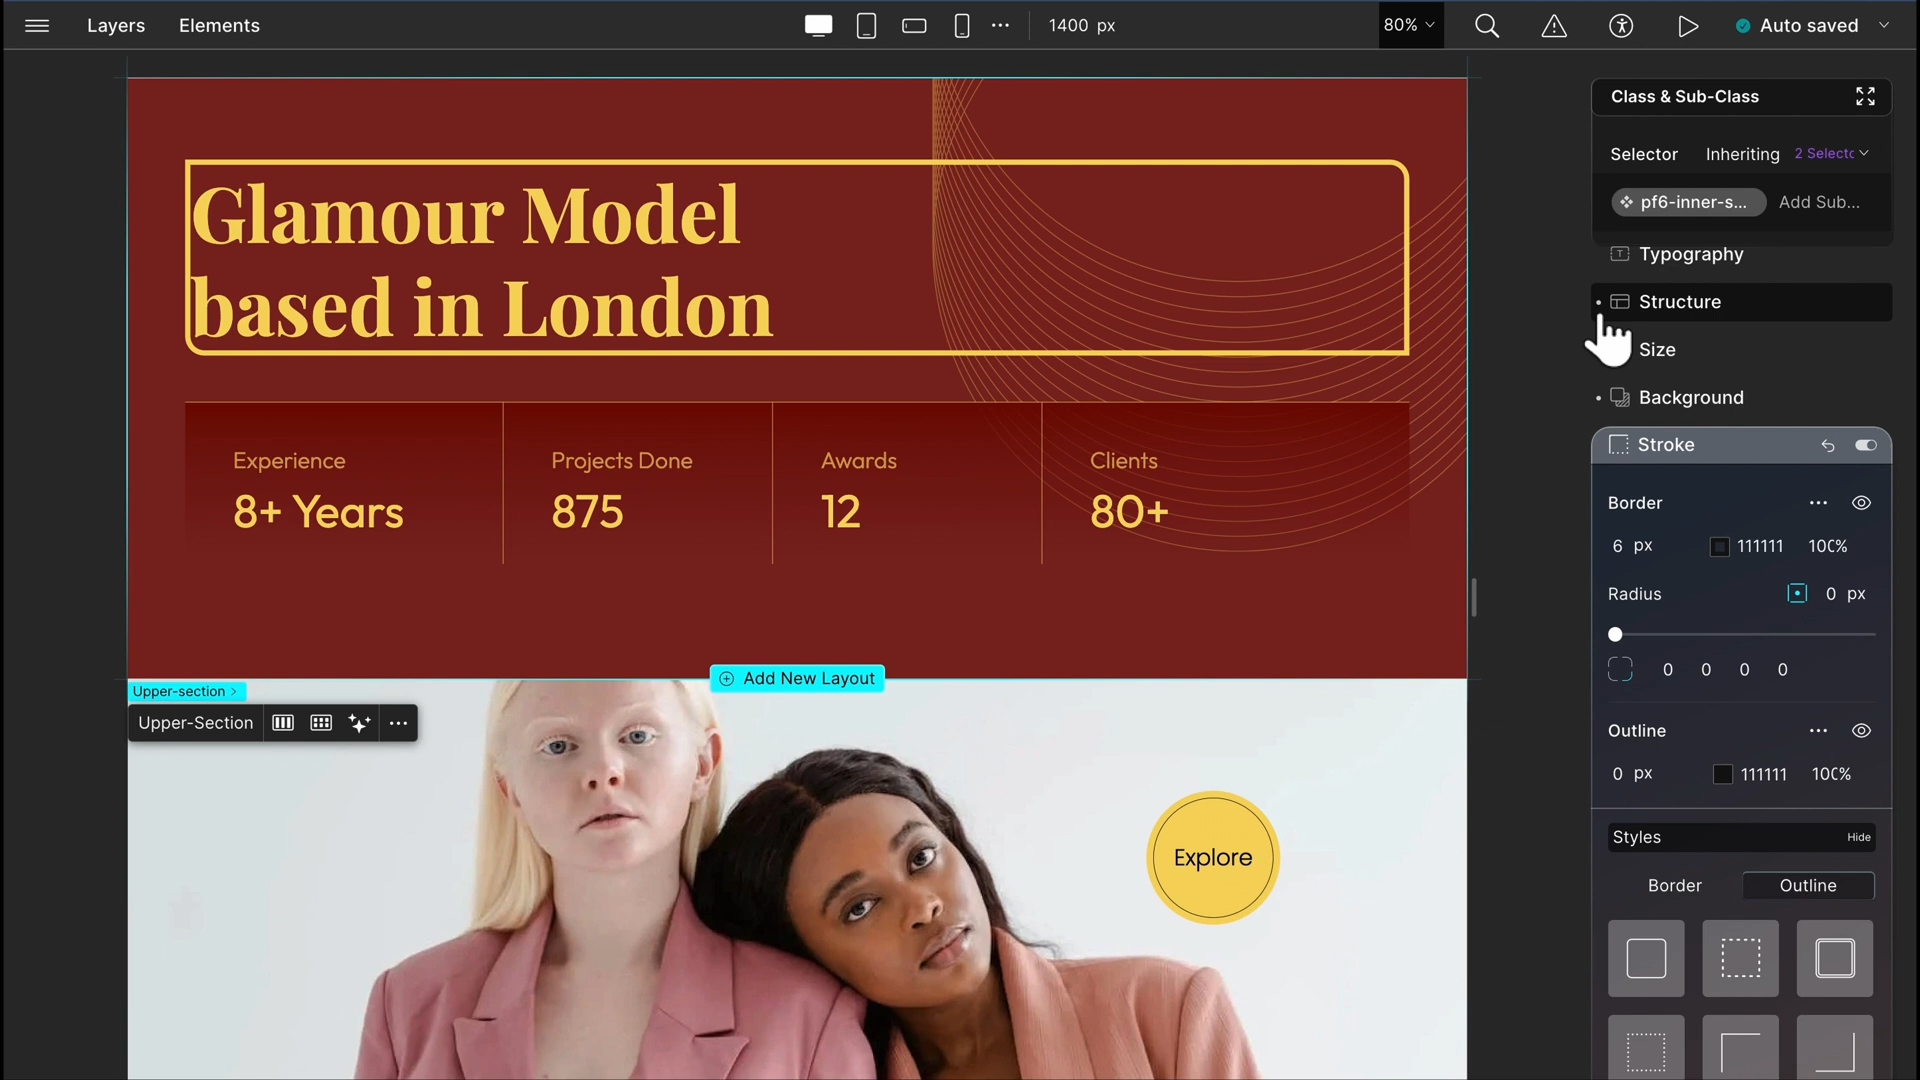 Layers
Elements
1400 px
80%
Auto saved
Class & Sub-Class
Selector
Inheriting
2 Selectc
pf6-inner-s...
Add Sub...
Typography
Structure
Size
Background
Stroke
Border
6 px
111111
100%
Radius
0 px
0 0 0 0
Outline
0 px
111111
100%
Styles
Hide
Border
Outline
Glamour Model
based in London
Experience
8+ Years
Projects Done
875
Awards
12
Clients
80+
Add New Layout
Upper-section >
Upper-Section
Explore